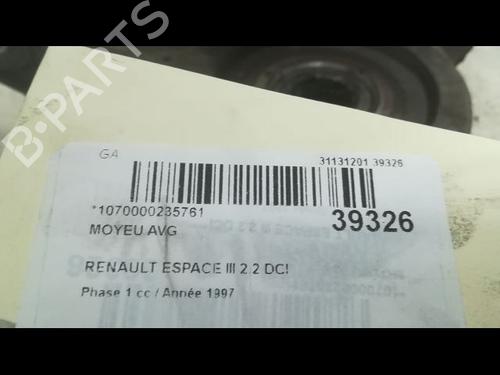 B-PARTS
GA
31131201 39326
*1070000235761
39326
MOYEU AVG
RENAULT ESPACE III 2.2 DCI
Phase 1 cc / Année 1997